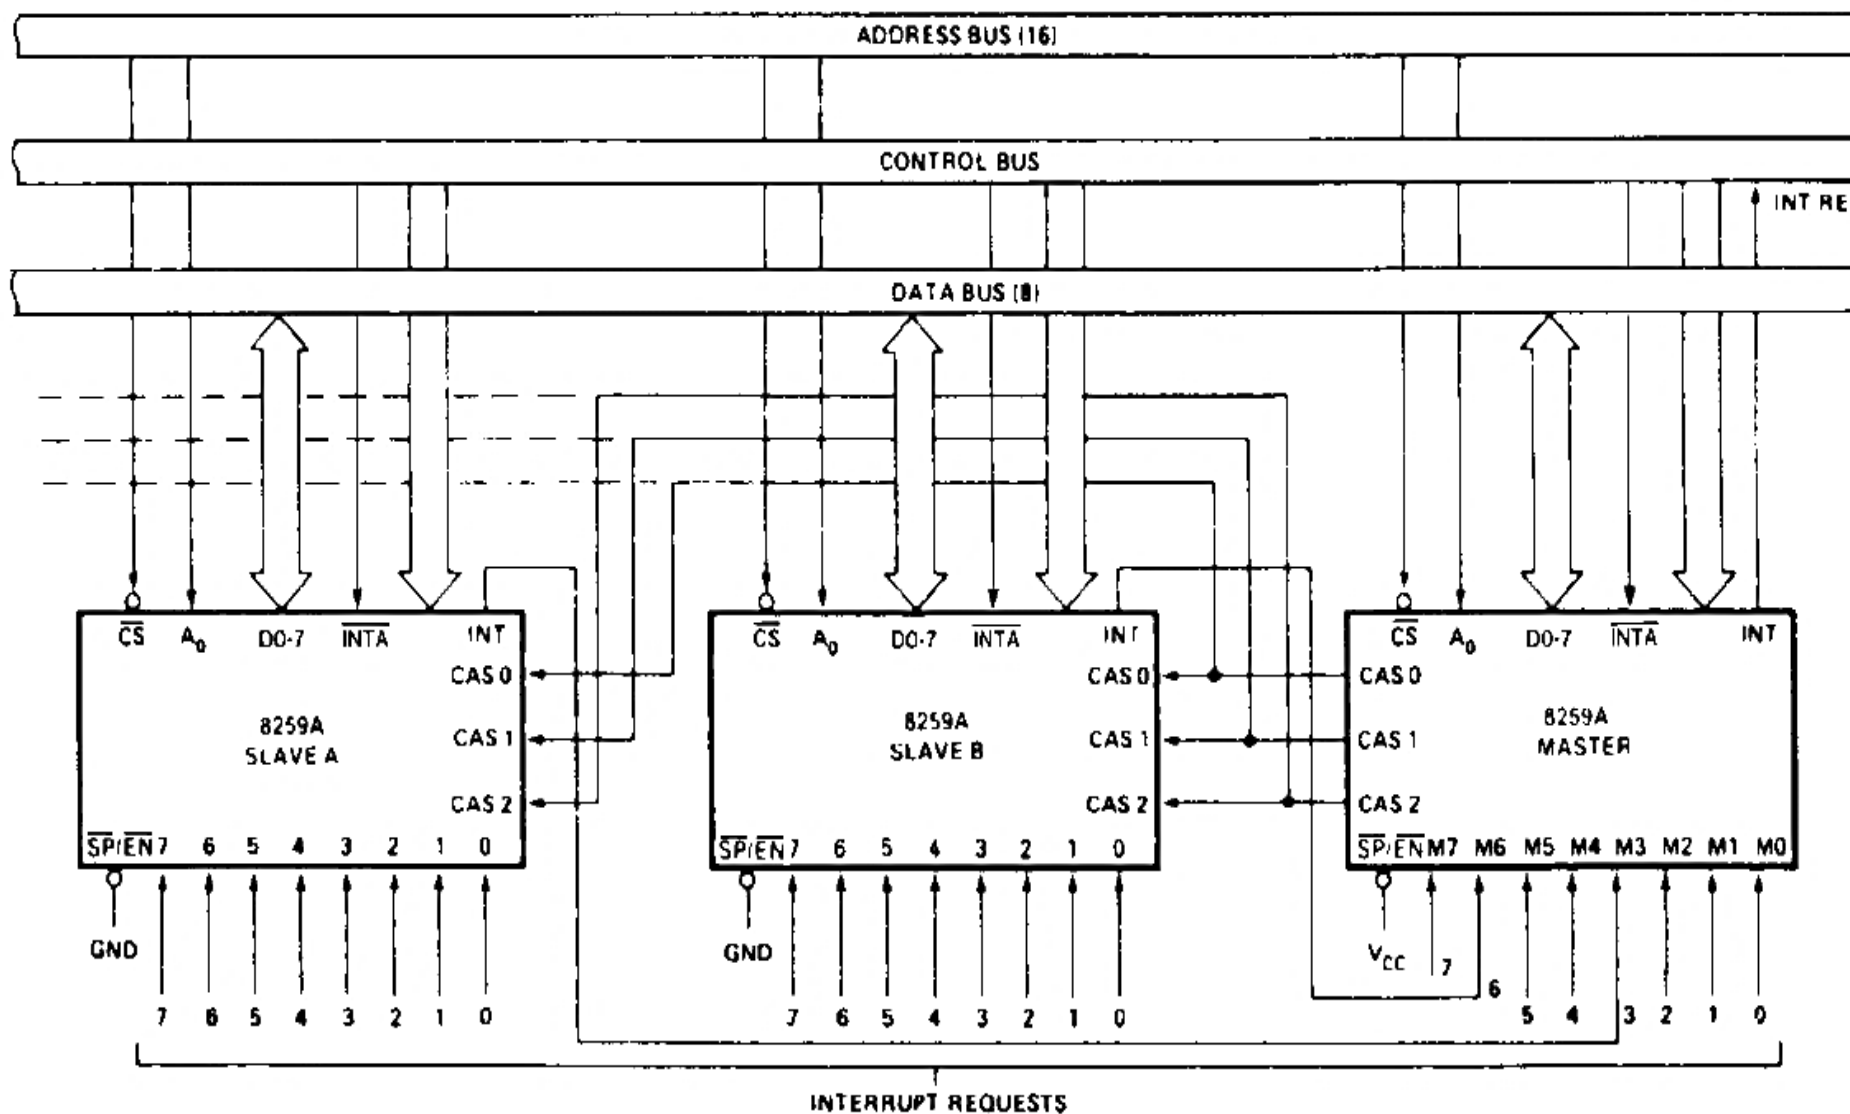 ADDRESS BUS (16)
CONTROL BUS
INT RE
DATA BUS (8)
CS A0 D0-7 INTA INT
CAS 0
8259A
SLAVE A
CAS 1
CAS 2
SP/EN 7 6 5 4 3 2 1 0
GND
7 6 5 4 3 2 1 0
CS A0 D0-7 INTA INT
CAS 0
8259A
SLAVE B
CAS 1
CAS 2
SP/EN 7 6 5 4 3 2 1 0
GND
7 6 5 4 3 2 1 0
CS A0 D0-7 INTA INT
CAS 0
8259A
MASTER
CAS 1
CAS 2
SP/EN M7 M6 M5 M4 M3 M2 M1 M0
VCC 7 6
5 4 3 2 1 0
INTERRUPT REQUESTS